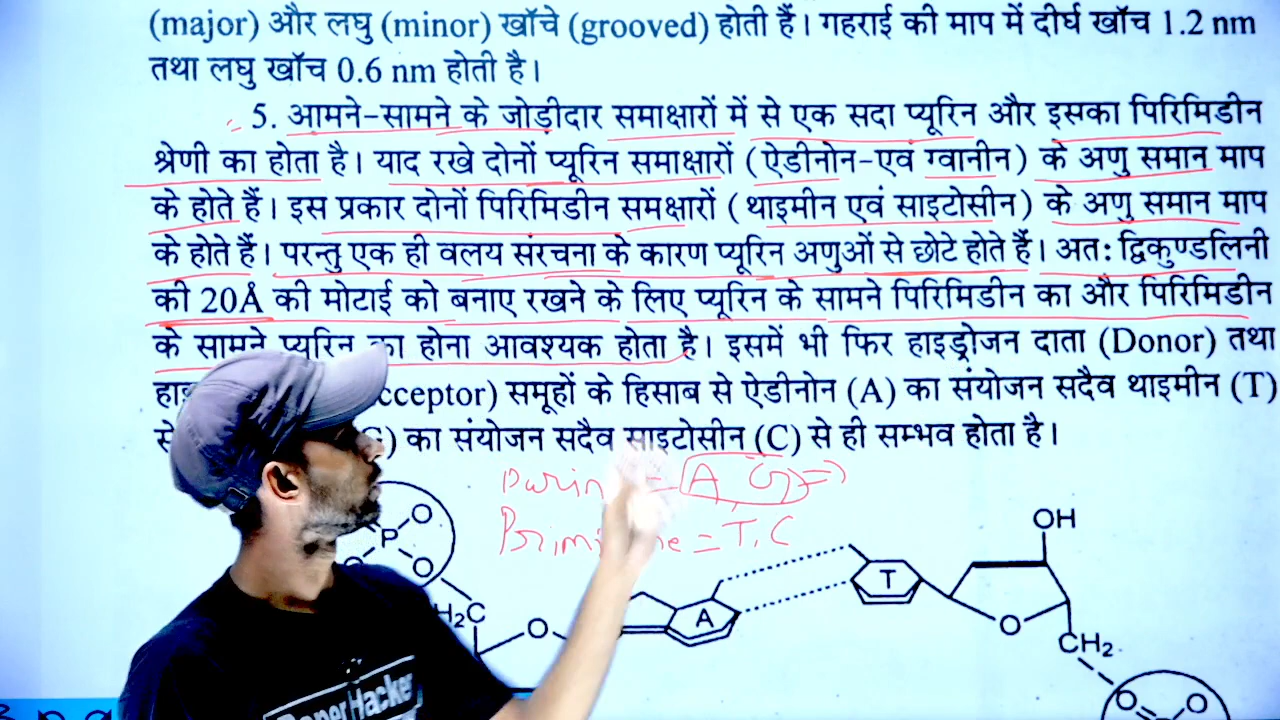 (major) और लघु (minor) खाँचे (grooved) होती हैं। गहराई की माप में दीर्घ खाँच 1.2 nm
तथा लघु खाँच 0.6 nm होती है।
5. आमने-सामने के जोड़ीदार समाक्षारों में से एक सदा प्यूरिन और इसका पिरिमिडीन
श्रेणी का होता है। याद रखे दोनों प्यूरिन समाक्षारों (ऐडीनोन-एवं ग्वानीन) के अणु समान माप
के होते हैं। इस प्रकार दोनों पिरिमिडीन समक्षारों (थाइमीन एवं साइटोसीन) के अणु समान माप
के होते हैं। परन्तु एक ही वलय संरचना के कारण प्यूरिन अणुओं से छोटे होते हैं। अत: द्विकुण्डलिनी
की 20Å की मोटाई को बनाए रखने के लिए प्यूरिन के सामने पिरिमिडीन का और पिरिमिडीन
के सामने प्यूरिन का होना आवश्यक होता है। इसमें भी फिर हाइड्रोजन दाता (Donor) तथा
cceptor) समूहों के हिसाब से ऐडीनोन (A) का संयोजन सदैव थाइमीन (T)
से G) का संयोजन सदैव साइटोसीन (C) से ही सम्भव होता है।
= A G
= T, C
OH
P O
O
T
H₂C
O
A
O
CH₂
O O